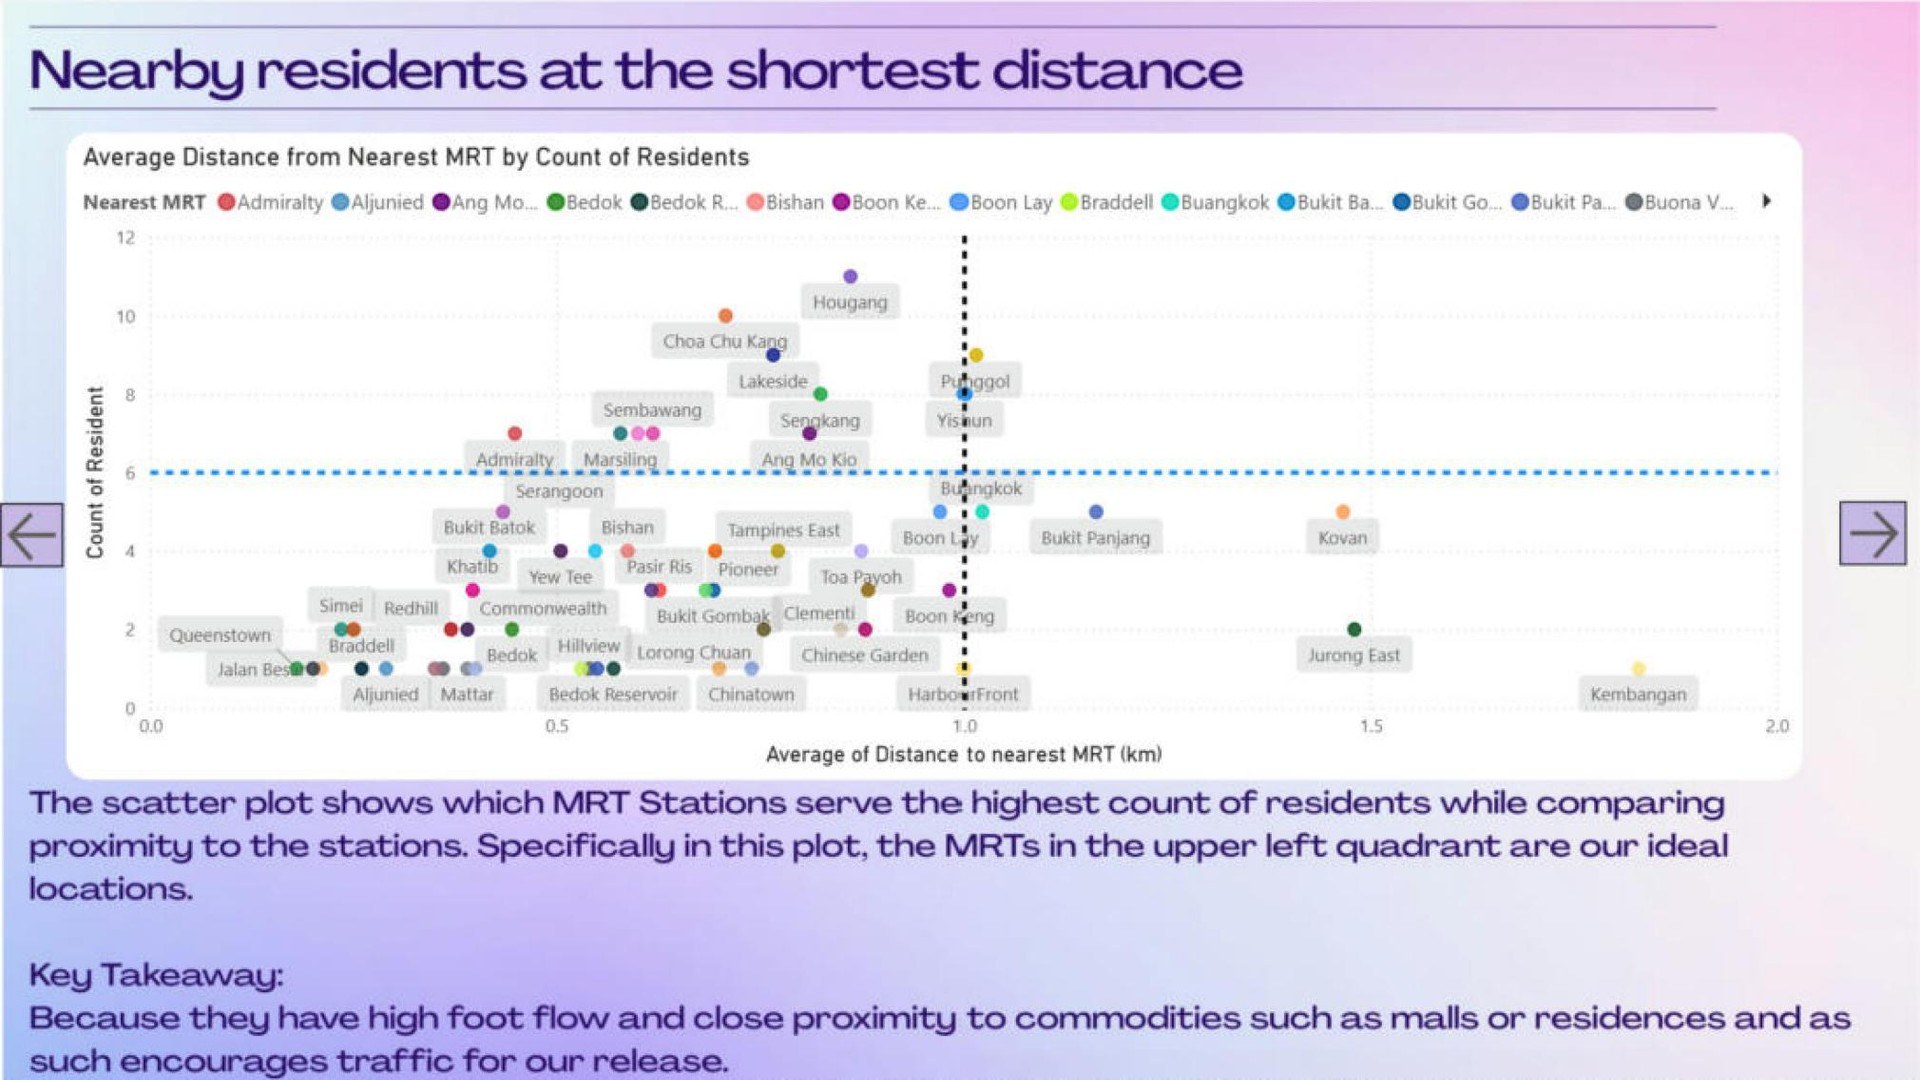 Nearby residents at the shortest distance
Average Distance from Nearest MRT by Count of Residents
Nearest MRT Admiralty Aljunied Ang Mo... Bedok Bedok R... Bishan Boon Ke... Boon Lay Braddell Buangkok Bukit Ba... Bukit Go... Bukit Pa... Buona V...
12
Hougang
10
Choa Chu Kang
Lakeside
Punggol
8
Sembawang
Sengkang
Yishun
Admiralty
Marsiling
Ang Mo Kio
6
Serangoon
Buangkok
Bukit Batok
Bishan
Tampines East
Boon Lay
Bukit Panjang
Kovan
4
Khatib
Yew Tee
Pasir Ris
Pioneer
Toa Payoh
Simei
Redhill
Commonwealth
Bukit Gombak
Clementi
Boon Keng
2
Queenstown
Braddell
Bedok
Hillview
Lorong Chuan
Chinese Garden
Jurong East
Jalan Bes
Aljunied
Mattar
Bedok Reservoir
Chinatown
HarbourFront
Kembangan
0
0.0
0.5
1.0
1.5
2.0
Count of Resident
Average of Distance to nearest MRT (km)
The scatter plot shows which MRT Stations serve the highest count of residents while comparing
proximity to the stations. Specifically in this plot, the MRTs in the upper left quadrant are our ideal
locations.
Key Takeaway:
Because they have high foot flow and close proximity to commodities such as malls or residences and as
such encourages traffic for our release.